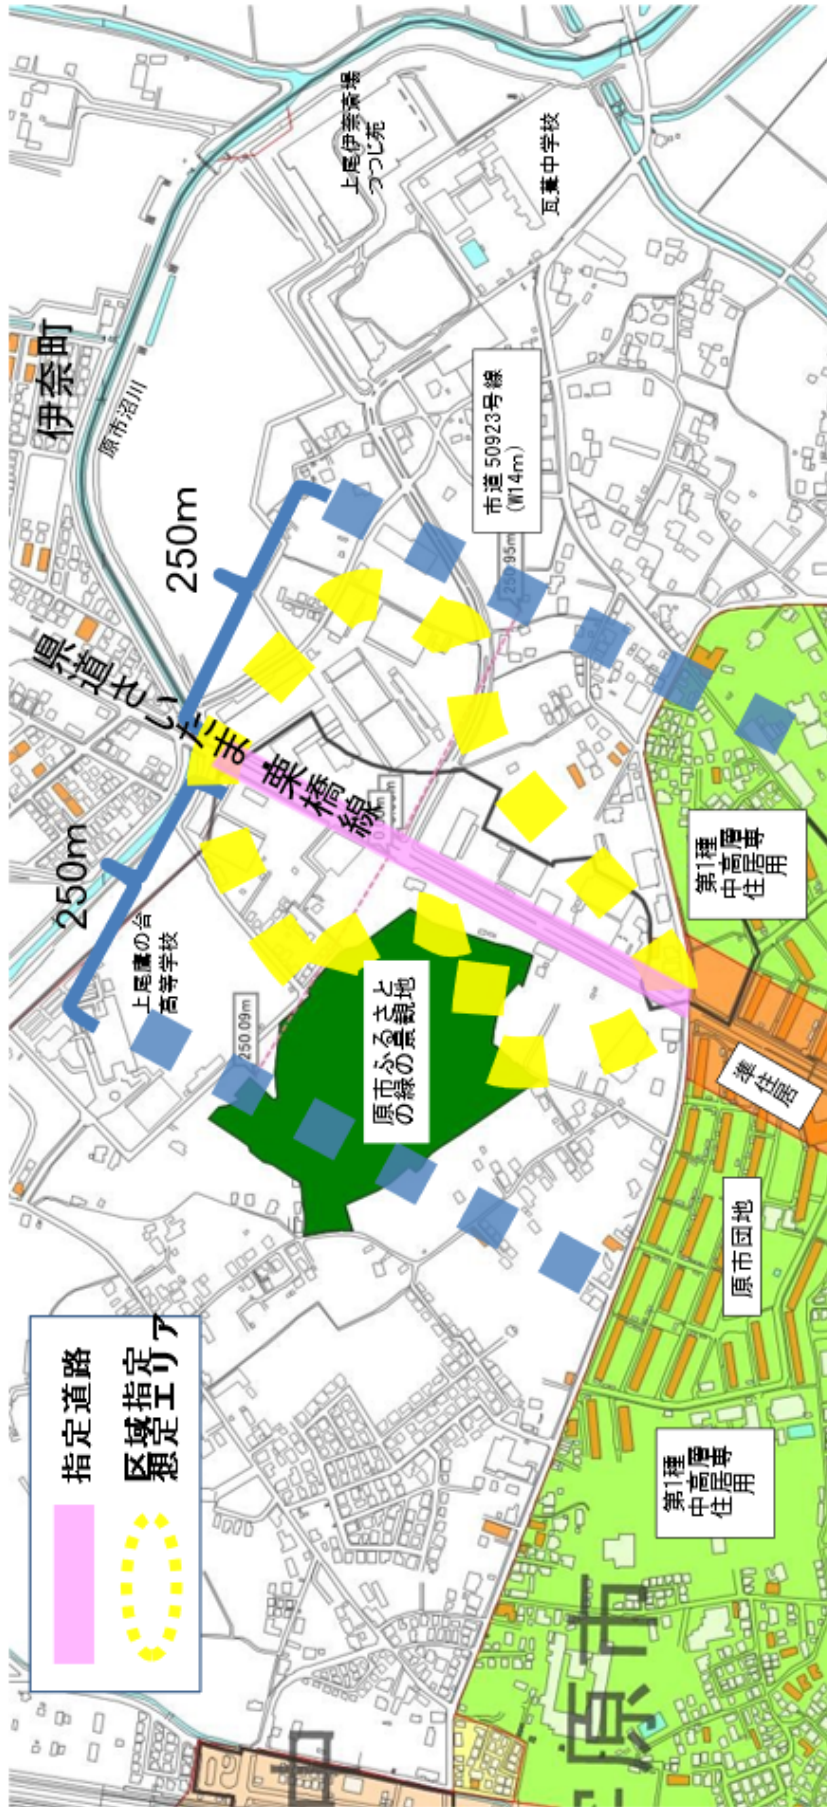 上尾伊奈斎場
つつじ苑
瓦葺中学校
伊奈町
原市沼川
250m
市道 50923号線
(W14m)
250.95m
県道さいたま・栗橋線
250m
上尾鷹の台
高等学校
250.09m
原市ふるさと
の緑の景観地
第1種
中高層専
住居用
準住居
原市団地
指定道路
区域指定
想定エリア
第1種
中高層専
住居用
原市